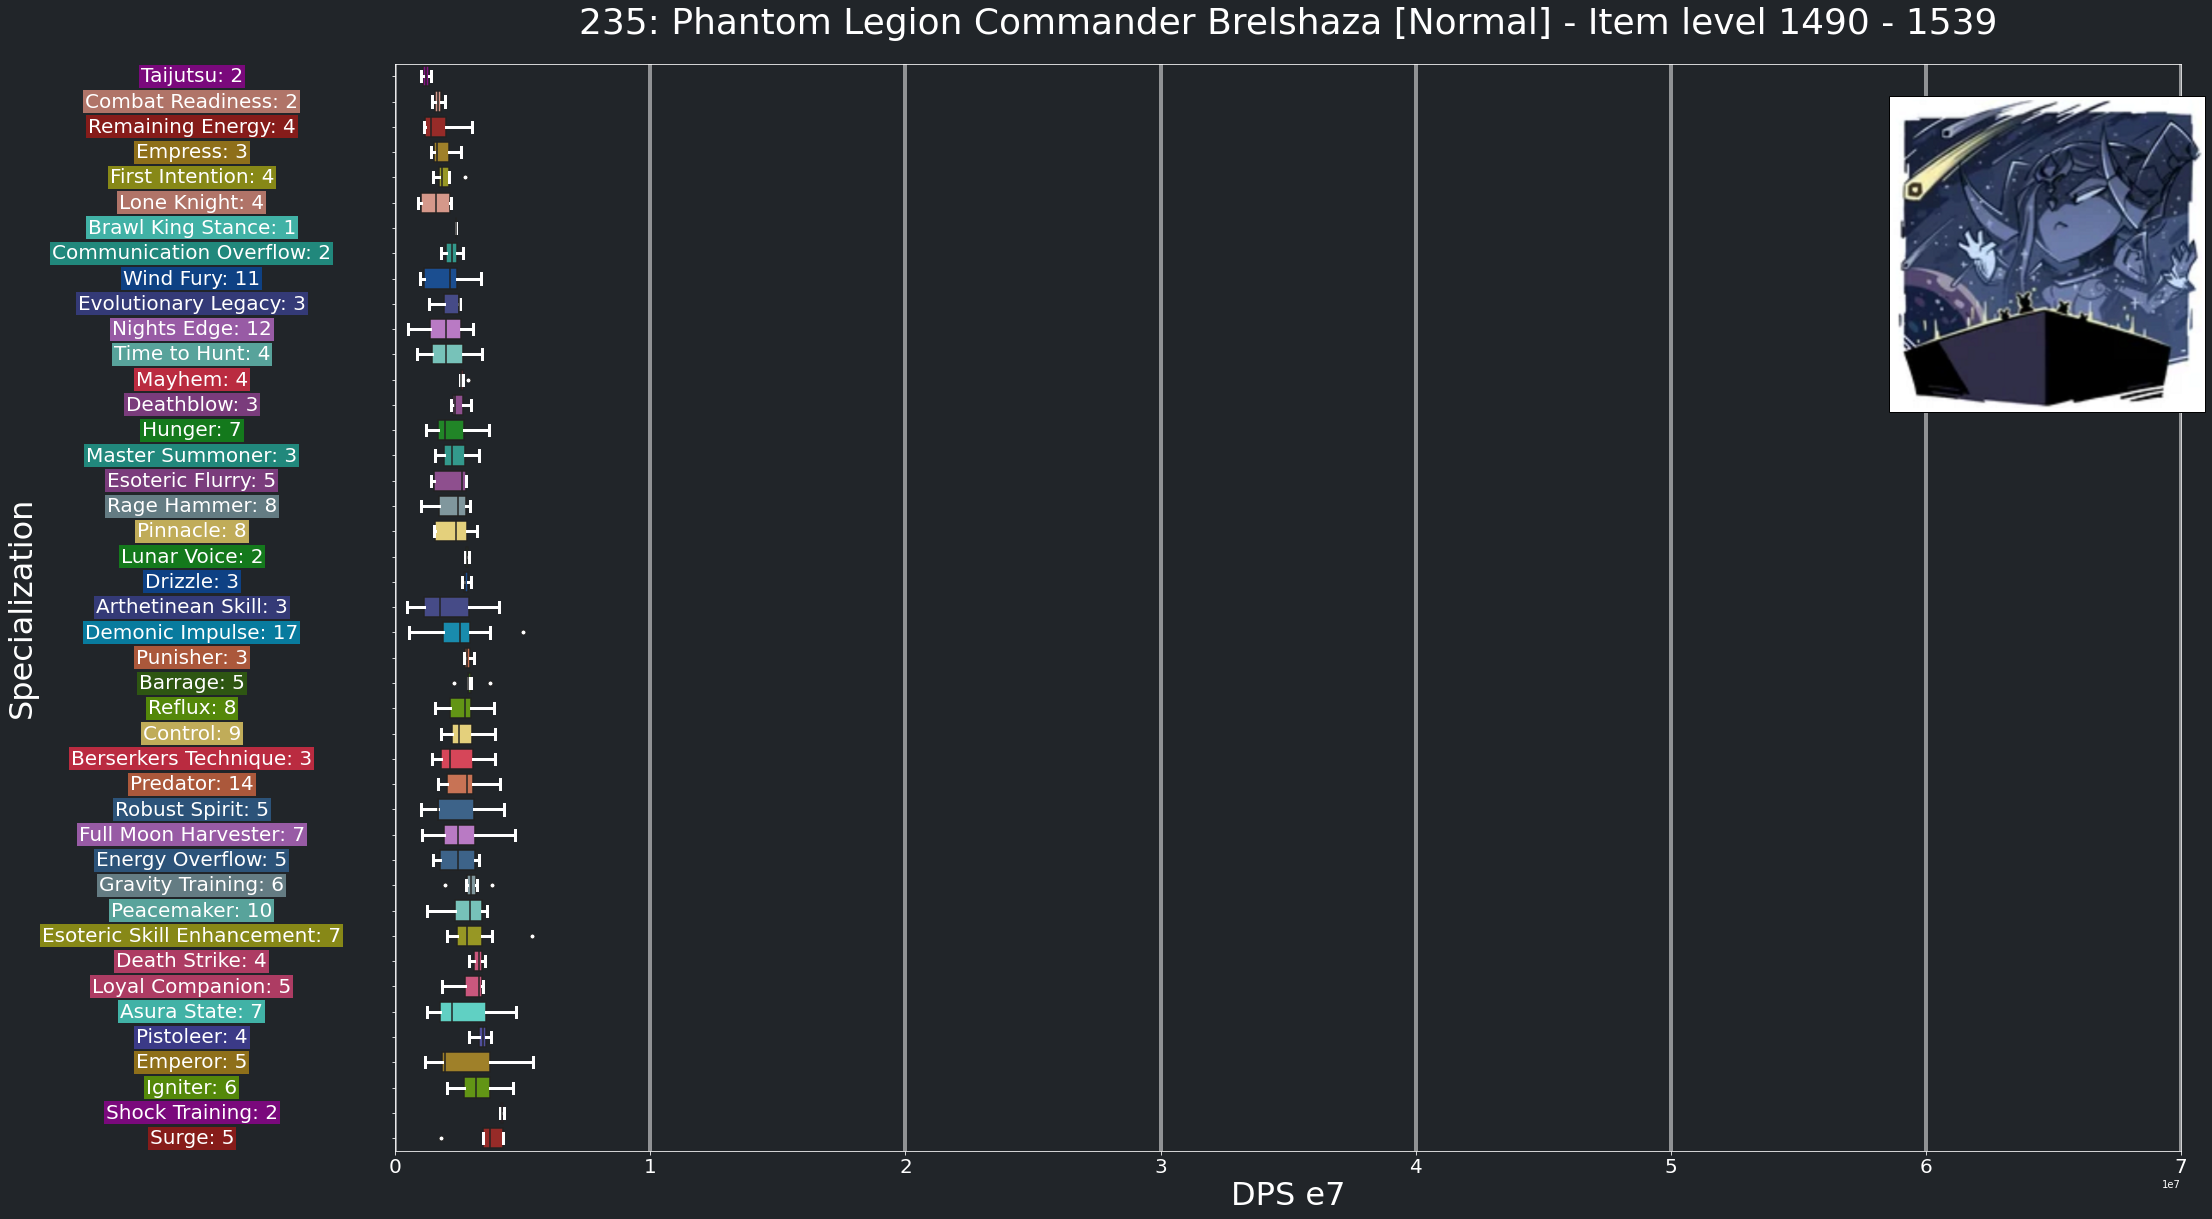 235: Phantom Legion Commander Brelshaza [Normal] - Item level 1490 - 1539
Specialization
Taijutsu: 2
Combat Readiness: 2
Remaining Energy: 4
Empress: 3
First Intention: 4
Lone Knight: 4
Brawl King Stance: 1
Communication Overflow: 2
Wind Fury: 11
Evolutionary Legacy: 3
Nights Edge: 12
Time to Hunt: 4
Mayhem: 4
Deathblow: 3
Hunger: 7
Master Summoner: 3
Esoteric Flurry: 5
Rage Hammer: 8
Pinnacle: 8
Lunar Voice: 2
Drizzle: 3
Arthetinean Skill: 3
Demonic Impulse: 17
Punisher: 3
Barrage: 5
Reflux: 8
Control: 9
Berserkers Technique: 3
Predator: 14
Robust Spirit: 5
Full Moon Harvester: 7
Energy Overflow: 5
Gravity Training: 6
Peacemaker: 10
Esoteric Skill Enhancement: 7
Death Strike: 4
Loyal Companion: 5
Asura State: 7
Pistoleer: 4
Emperor: 5
Igniter: 6
Shock Training: 2
Surge: 5
0 1 2 3 4 5 6 7
1e7
DPS e7